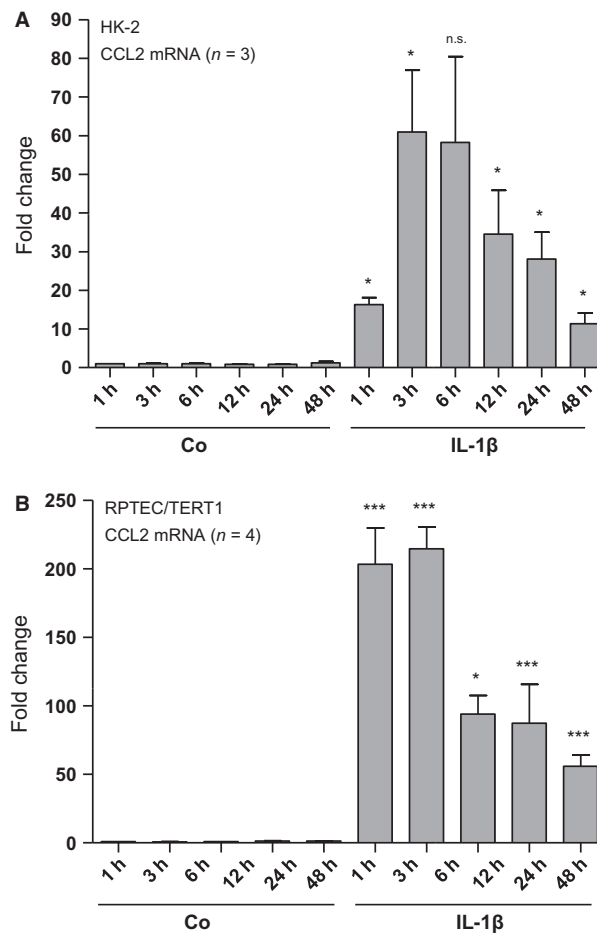 A
HK-2
CCL2 mRNA (n = 3)
Fold change
90
80
70
60
50
40
30
20
10
0
*
*
n.s.
*
*
*
1 h 3 h 6 h 12 h 24 h 48 h 1 h 3 h 6 h 12 h 24 h 48 h
Co IL-1β
B
RPTEC/TERT1
CCL2 mRNA (n = 4)
Fold change
250
200
150
100
50
0
***
***
*
***
***
1 h 3 h 6 h 12 h 24 h 48 h 1 h 3 h 6 h 12 h 24 h 48 h
Co IL-1β